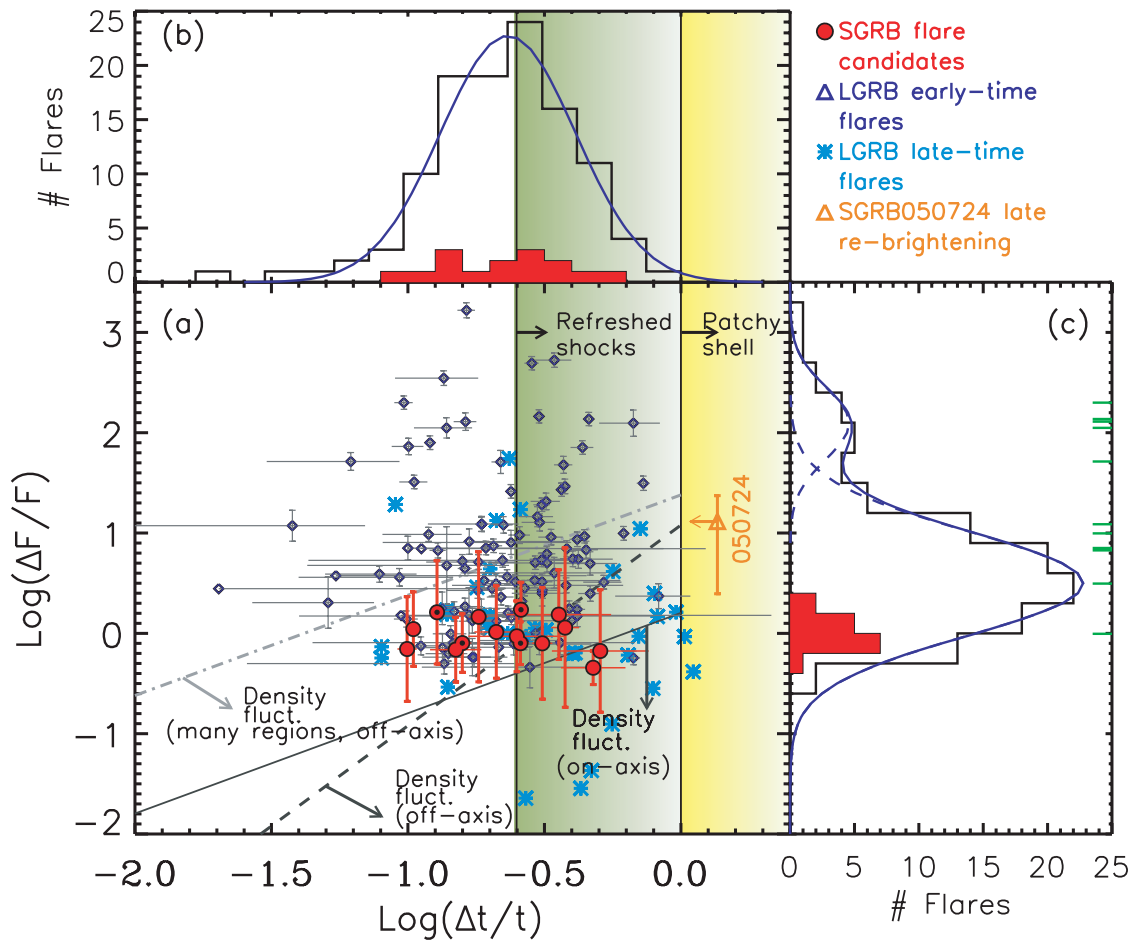 25
20
15
10
5
0
# Flares
(b)
SGRB flare
candidates
LGRB early-time
flares
LGRB late-time
flares
SGRB050724 late
re-brightening
3
2
1
0
-1
-2
Log(ΔF/F)
(a)
Refreshed
shocks
Patchy
shell
050724
Density
fluct.
(many regions, off-axis)
Density
fluct.
(off-axis)
Density
fluct.
(on-axis)
-2.0 -1.5 -1.0 -0.5 0.0
Log(Δt/t)
(c)
0 5 10 15 20 25
# Flares